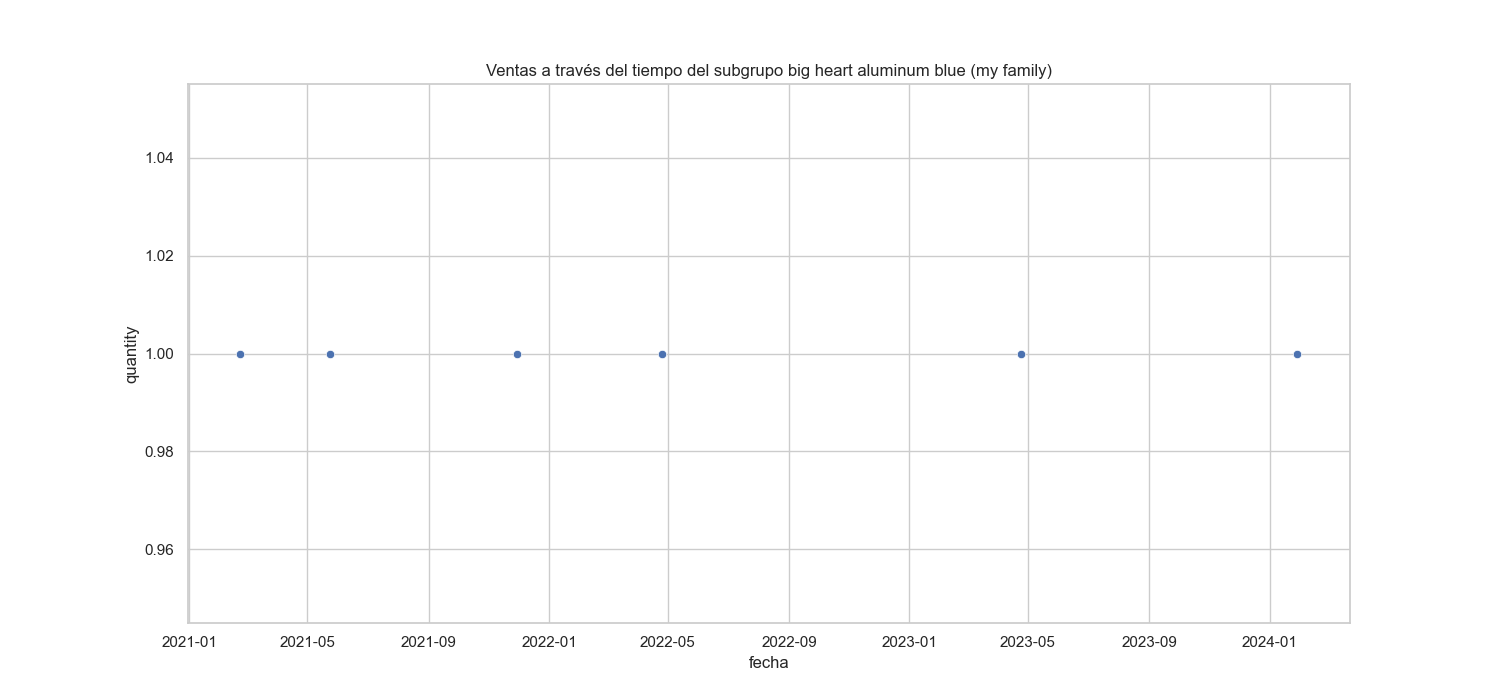 Ventas a través del tiempo del subgrupo big heart aluminum blue (my family)
1.04
1.02
1.00
0.98
0.96
quantity
2021-01 2021-05 2021-09 2022-01 2022-05 2022-09 2023-01 2023-05 2023-09 2024-01
fecha